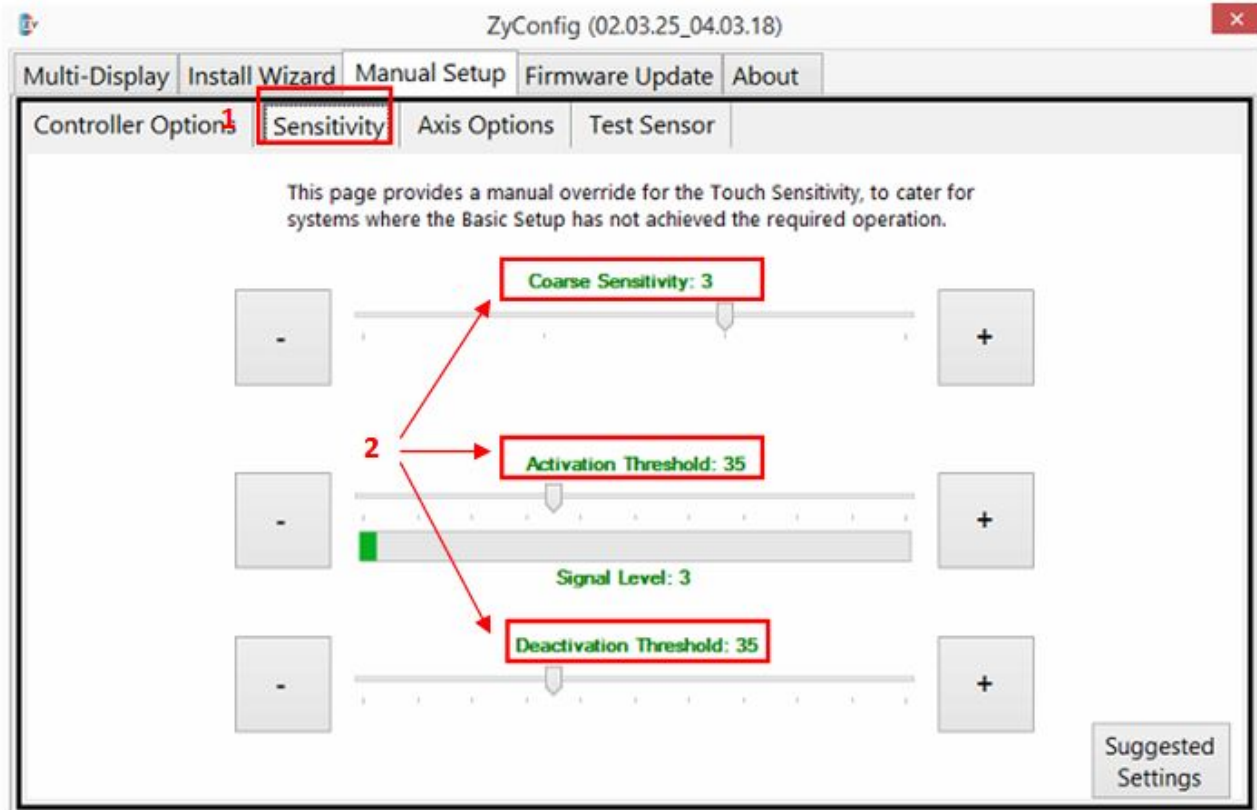 ZyConfig (02.03.25_04.03.18)
Multi-Display Install Wizard Manual Setup Firmware Update About
Controller Options 1 Sensitivity Axis Options Test Sensor
This page provides a manual override for the Touch Sensitivity, to cater for
systems where the Basic Setup has not achieved the required operation.
Coarse Sensitivity: 3
- +
2
Activation Threshold: 35
- +
Signal Level: 3
Deactivation Threshold: 35
- +
Suggested
Settings